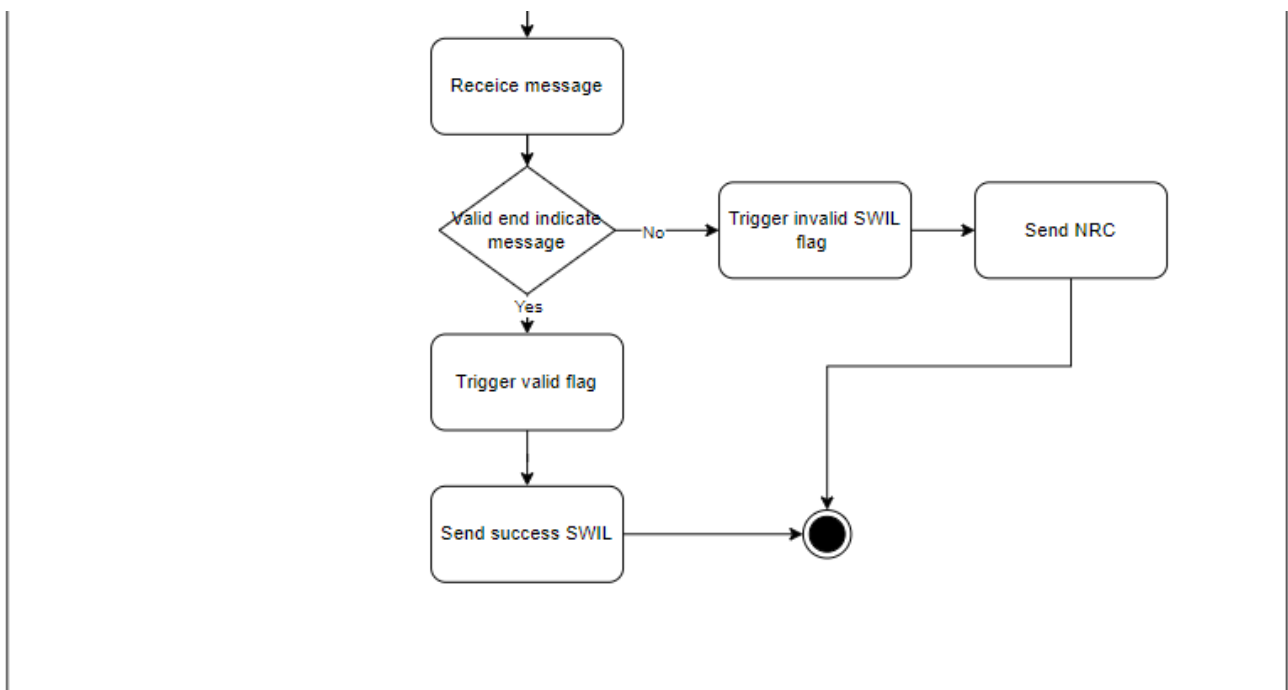 Receice message
Valid end indicate
message
No
Trigger invalid SWIL
flag
Send NRC
Yes
Trigger valid flag
Send success SWIL